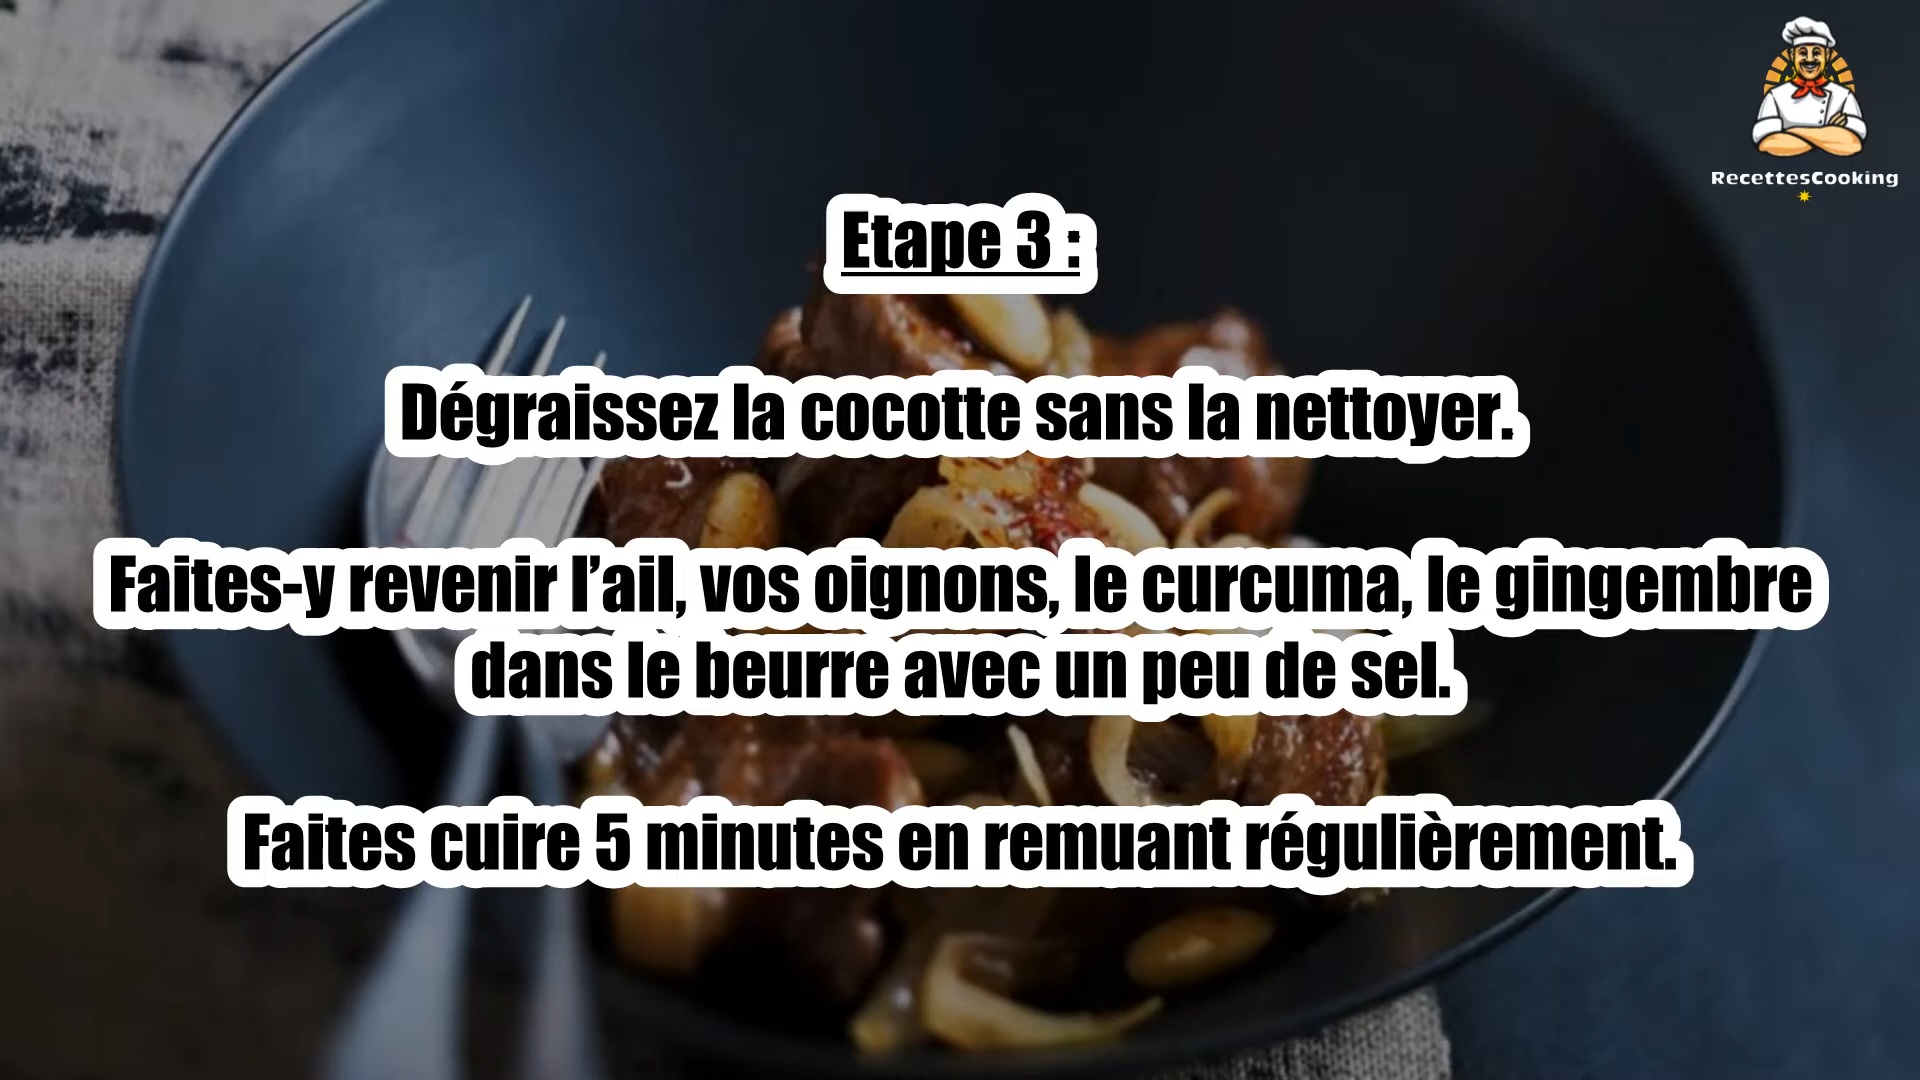 RecettesCooking
Etape 3 :
Dégraissez la cocotte sans la nettoyer.
Faites-y revenir l’ail, vos oignons, le curcuma, le gingembre
dans le beurre avec un peu de sel.
Faites cuire 5 minutes en remuant régulièrement.